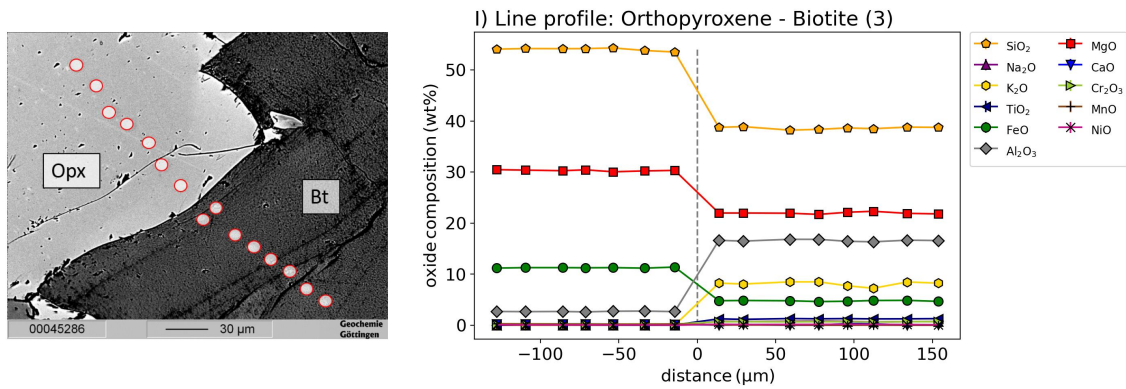 Opx
Bt
00045286
30 µm
Geochemie
Göttingen
I) Line profile: Orthopyroxene - Biotite (3)
oxide composition (wt%)
50
40
30
20
10
0
−100
−50
0
50
100
150
distance (µm)
SiO₂
Na₂O
K₂O
TiO₂
FeO
Al₂O₃
MgO
CaO
Cr₂O₃
MnO
NiO